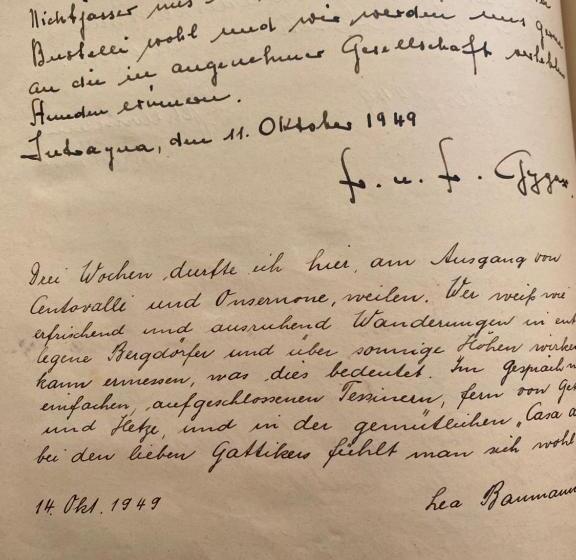 Nichtjasser uns
Bustelli wohl und wir werden uns gerne
an die in angenehmer Gesellschaft verlebten
Stunden erinnern.
Intragna, den 11. Oktober 1949
F. u. F. Gygax.
Drei Wochen durfte ich hier, am Ausgang von
Centovalli und Onsernone, weilen. Wer weiß wie
erfrischend und ausruhend Wanderungen in ent
legene Bergdörfer und über sonnige Höhen wirken
kann ermessen, was dies bedeutet. Im Gespräch
einfachen, aufgeschlossenen Tessinern, fern von
und Hetze, und in der gemütlichen „Casa
bei den lieben Gattikers fühlt man sich wohl
14. Okt. 1949
Lea Baumann